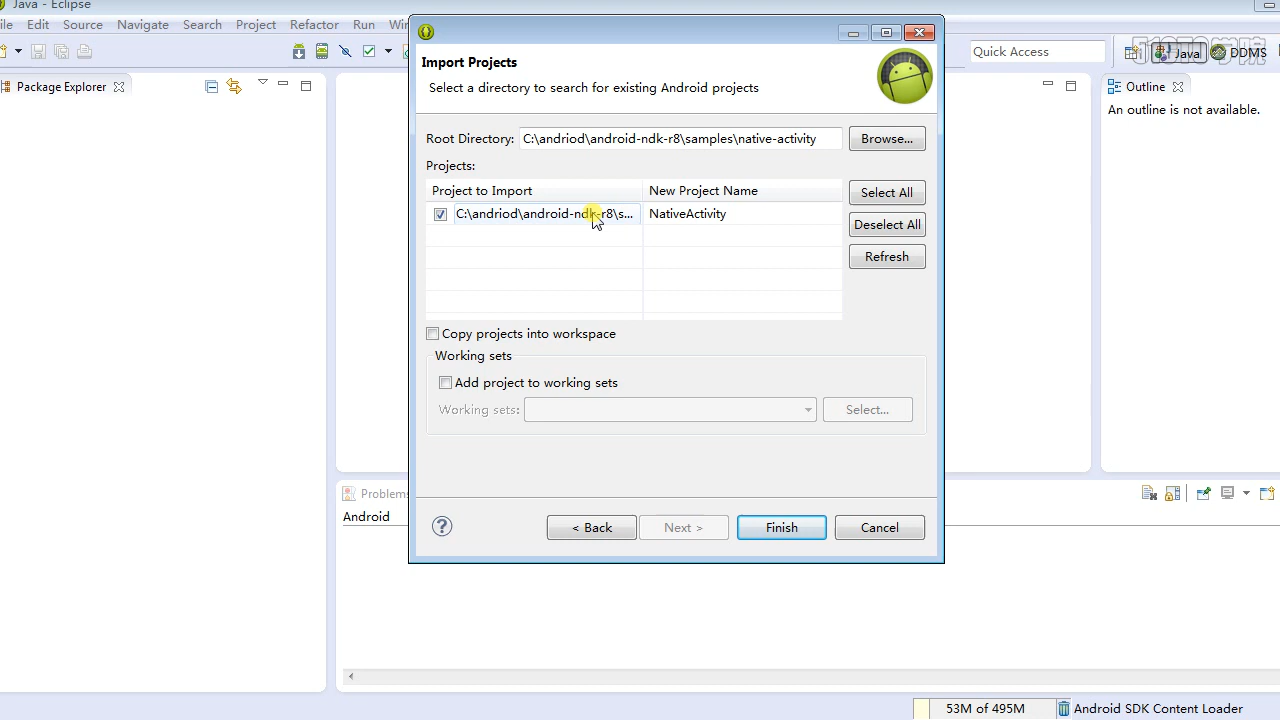 Java - Eclipse
File Edit Source Navigate Search Project Refactor Run
Quick Access
Java
DDMS
Package Explorer
Outline
An outline is not available.
Import Projects
Select a directory to search for existing Android projects
Root Directory: C:\andriod\android-ndk-r8\samples\native-activity Browse...
Projects:
Project to Import New Project Name
C:\andriod\android-ndk-r8\s... NativeActivity
Select All
Deselect All
Refresh
Copy projects into workspace
Working sets
Add project to working sets
Working sets: Select...
< Back Next > Finish Cancel
Problems
Android
53M of 495M
Android SDK Content Loader